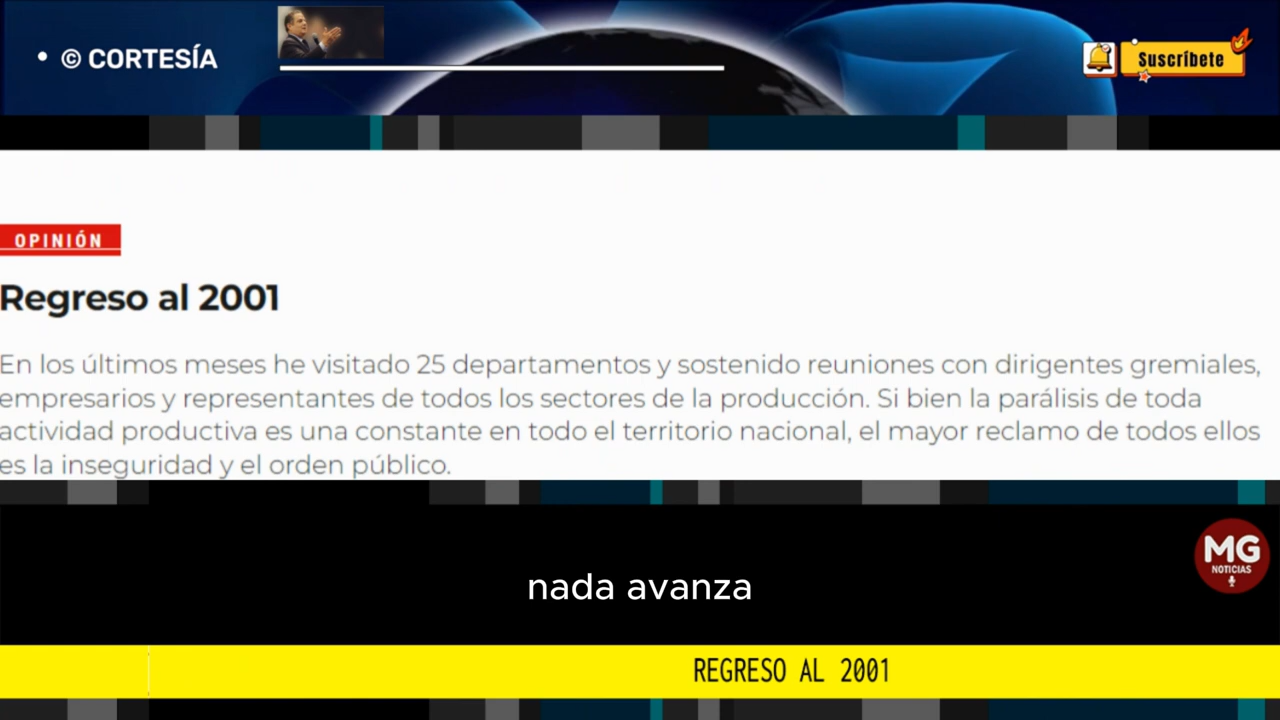 • © CORTESÍA
Suscríbete
OPINIÓN
Regreso al 2001
En los últimos meses he visitado 25 departamentos y sostenido reuniones con dirigentes gremiales,
empresarios y representantes de todos los sectores de la producción. Si bien la parálisis de toda
actividad productiva es una constante en todo el territorio nacional, el mayor reclamo de todos ellos
es la inseguridad y el orden público.
MG
NOTICIAS
nada avanza
REGRESO AL 2001